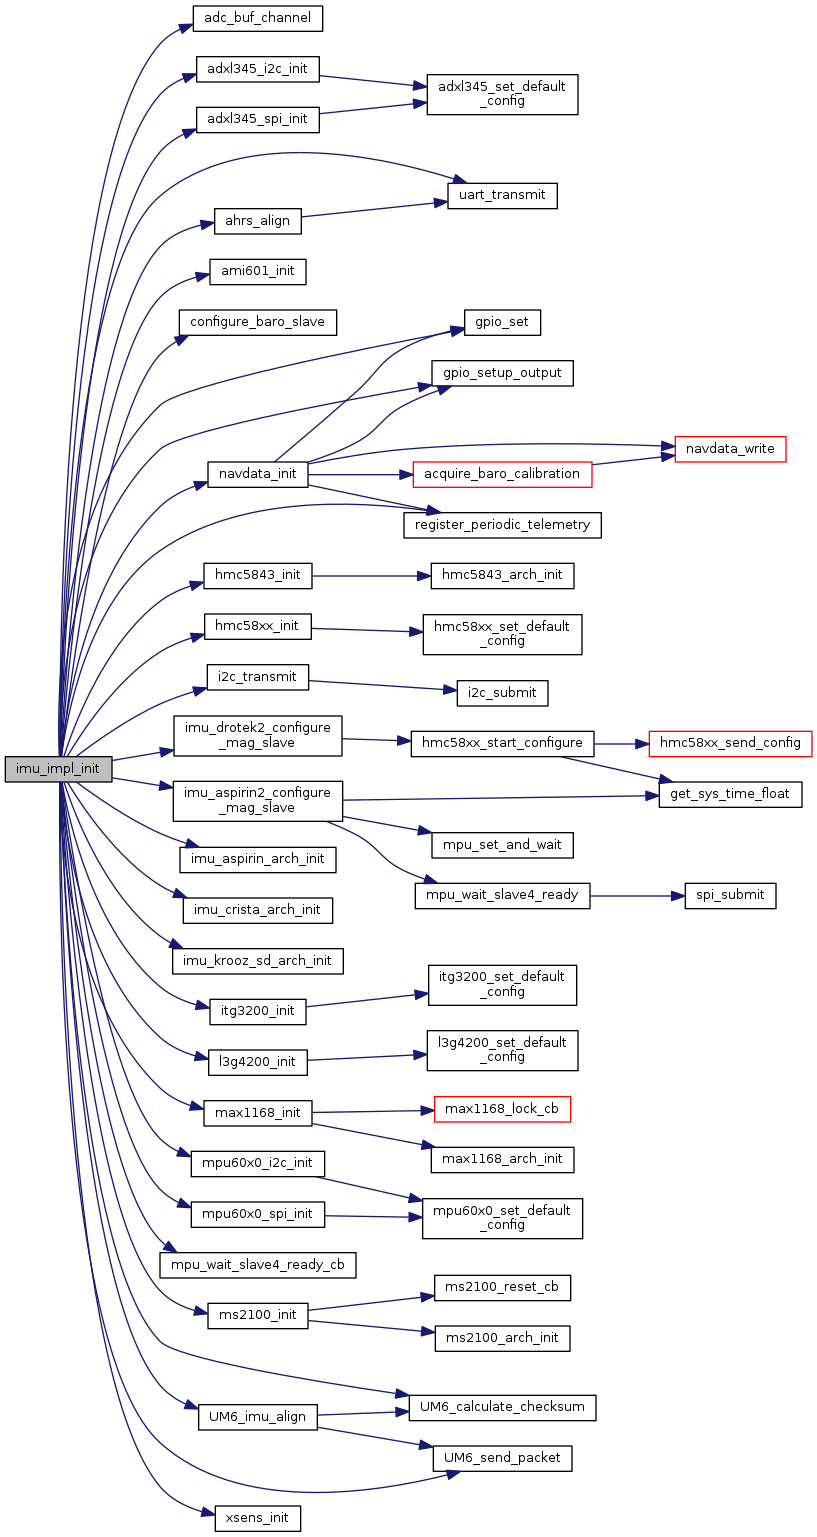 adc_buf_channel
adxl345_i2c_init
adxl345_set_default
_config
adxl345_spi_init
uart_transmit
ahrs_align
ami601_init
configure_baro_slave
gpio_set
gpio_setup_output
navdata_init
acquire_baro_calibration
navdata_write
register_periodic_telemetry
hmc5843_init
hmc5843_arch_init
hmc58xx_init
hmc58xx_set_default
_config
i2c_transmit
i2c_submit
imu_drotek2_configure
_mag_slave
hmc58xx_start_configure
hmc58xx_send_config
imu_impl_init
imu_aspirin2_configure
_mag_slave
get_sys_time_float
mpu_set_and_wait
imu_aspirin_arch_init
mpu_wait_slave4_ready
spi_submit
imu_crista_arch_init
imu_krooz_sd_arch_init
itg3200_init
itg3200_set_default
_config
l3g4200_init
l3g4200_set_default
_config
max1168_init
max1168_lock_cb
max1168_arch_init
mpu60x0_i2c_init
mpu60x0_spi_init
mpu60x0_set_default
_config
mpu_wait_slave4_ready_cb
ms2100_init
ms2100_reset_cb
ms2100_arch_init
UM6_imu_align
UM6_calculate_checksum
UM6_send_packet
xsens_init